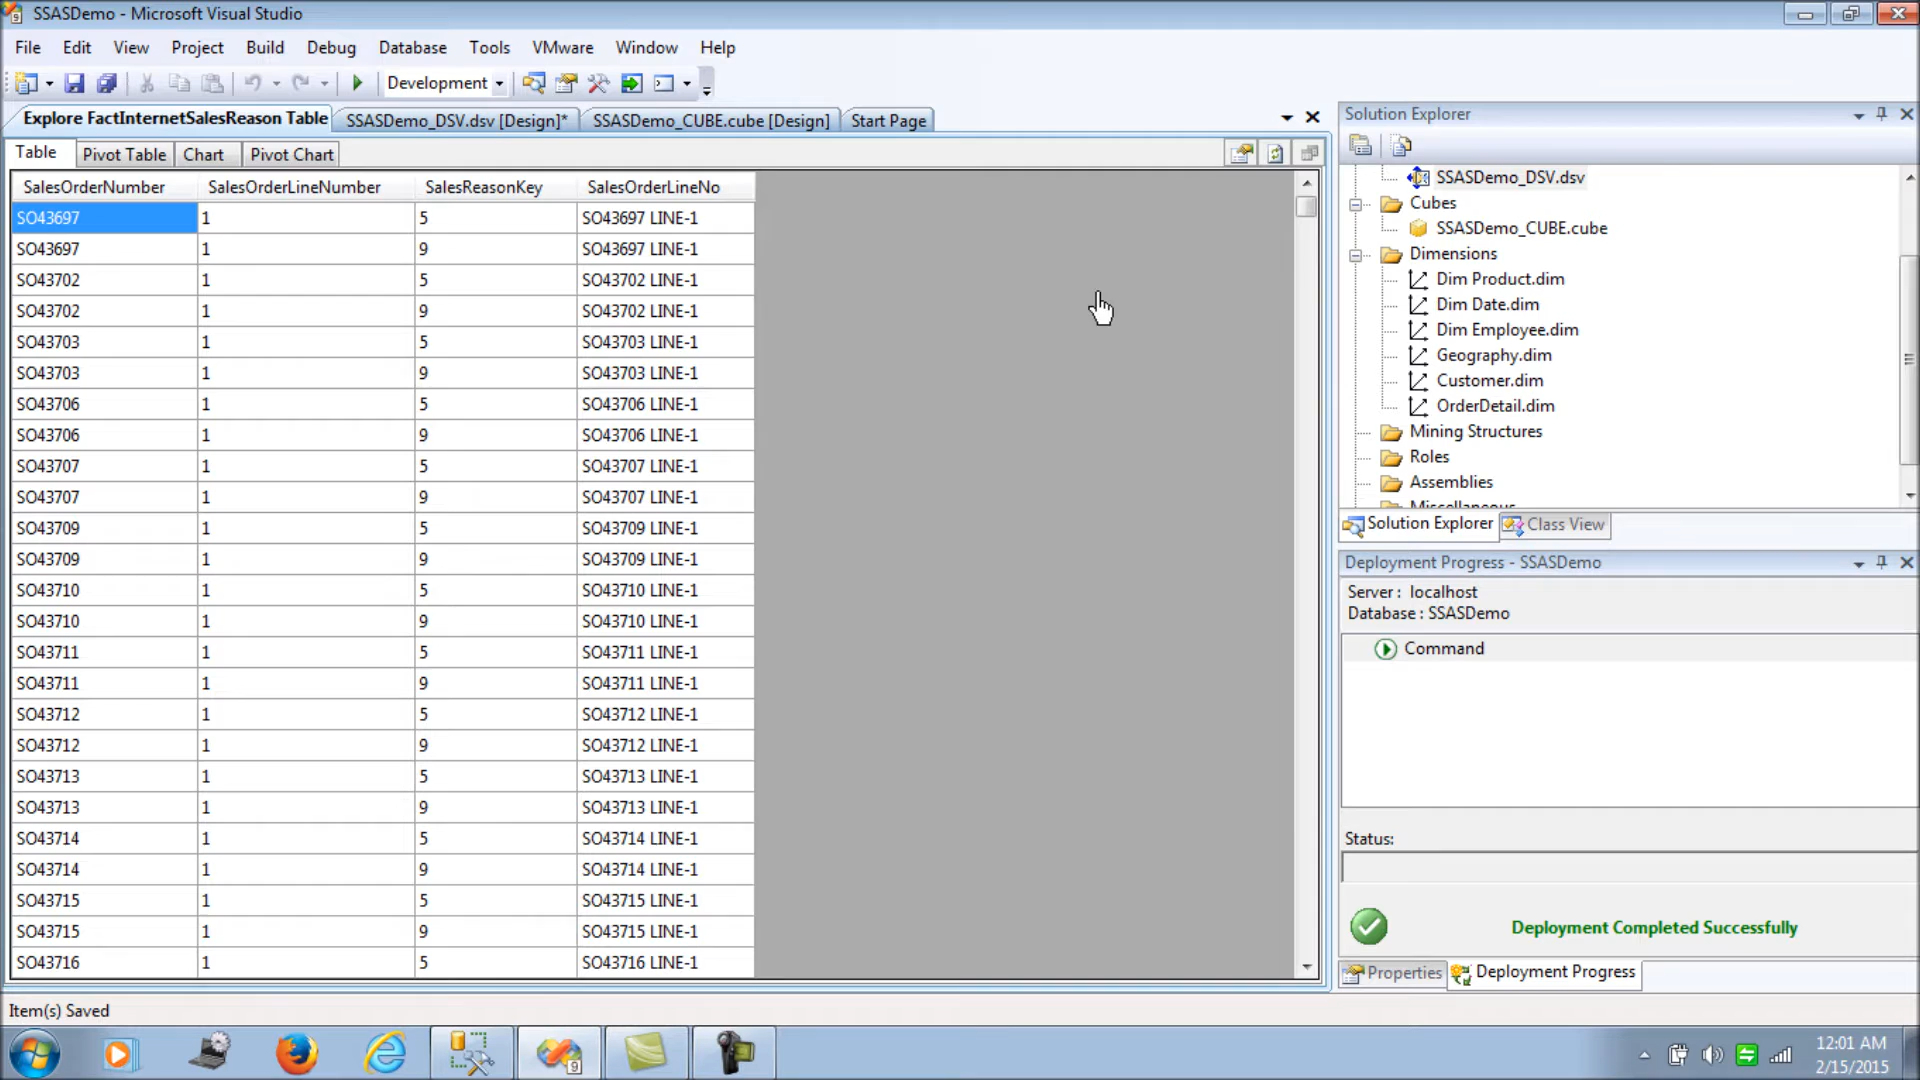 SSASDemo - Microsoft Visual Studio
File Edit View Project Build Debug Database Tools VMware Window Help
Development
Explore FactInternetSalesReason Table SSASDemo_DSV.dsv [Design]* SSASDemo_CUBE.cube [Design] Start Page
Table Pivot Table Chart Pivot Chart
SalesOrderNumber SalesOrderLineNumber SalesReasonKey SalesOrderLineNo
SO43697 1 5 SO43697 LINE-1
SO43697 1 9 SO43697 LINE-1
SO43702 1 5 SO43702 LINE-1
SO43702 1 9 SO43702 LINE-1
SO43703 1 5 SO43703 LINE-1
SO43703 1 9 SO43703 LINE-1
SO43706 1 5 SO43706 LINE-1
SO43706 1 9 SO43706 LINE-1
SO43707 1 5 SO43707 LINE-1
SO43707 1 9 SO43707 LINE-1
SO43709 1 5 SO43709 LINE-1
SO43709 1 9 SO43709 LINE-1
SO43710 1 5 SO43710 LINE-1
SO43710 1 9 SO43710 LINE-1
SO43711 1 5 SO43711 LINE-1
SO43711 1 9 SO43711 LINE-1
SO43712 1 5 SO43712 LINE-1
SO43712 1 9 SO43712 LINE-1
SO43713 1 5 SO43713 LINE-1
SO43713 1 9 SO43713 LINE-1
SO43714 1 5 SO43714 LINE-1
SO43714 1 9 SO43714 LINE-1
SO43715 1 5 SO43715 LINE-1
SO43715 1 9 SO43715 LINE-1
SO43716 1 5 SO43716 LINE-1
Solution Explorer
SSASDemo_DSV.dsv
Cubes
SSASDemo_CUBE.cube
Dimensions
Dim Product.dim
Dim Date.dim
Dim Employee.dim
Geography.dim
Customer.dim
OrderDetail.dim
Mining Structures
Roles
Assemblies
Miscellaneous
Solution Explorer Class View
Deployment Progress - SSASDemo
Server : localhost
Database : SSASDemo
Command
Status:
Deployment Completed Successfully
Properties Deployment Progress
Item(s) Saved
9
12:01 AM
2/15/2015